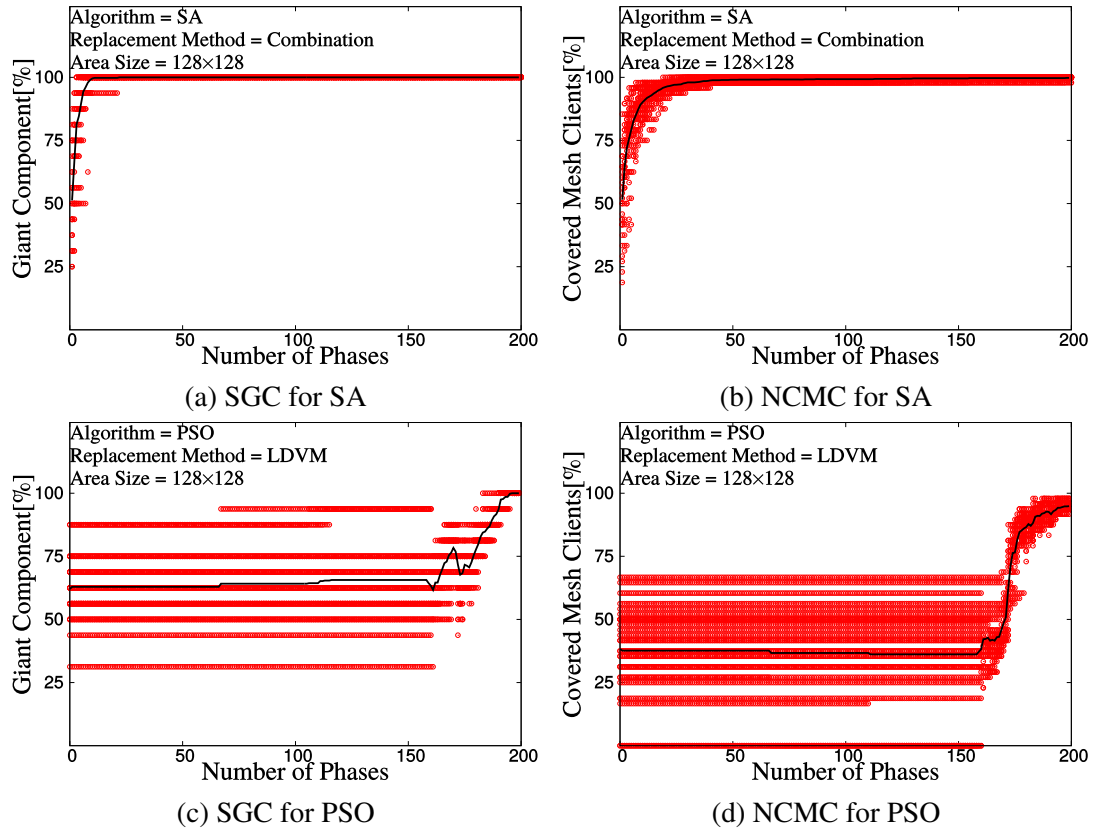 Algorithm = SA
Replacement Method = Combination
Area Size = 128×128
100
75
50
25
Giant Component[%]
0 50 100 150 200
Number of Phases
(a) SGC for SA
Algorithm = SA
Replacement Method = Combination
Area Size = 128×128
100
75
50
25
Covered Mesh Clients[%]
0 50 100 150 200
Number of Phases
(b) NCMC for SA
Algorithm = PSO
Replacement Method = LDVM
Area Size = 128×128
100
75
50
25
Giant Component[%]
0 50 100 150 200
Number of Phases
(c) SGC for PSO
Algorithm = PSO
Replacement Method = LDVM
Area Size = 128×128
100
75
50
25
Covered Mesh Clients[%]
0 50 100 150 200
Number of Phases
(d) NCMC for PSO